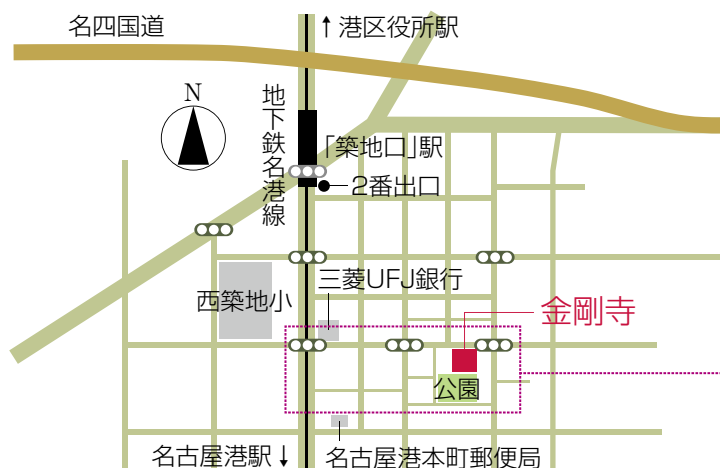 名四国道
↑港区役所駅
N
地下鉄名港線
「築地口」駅
2番出口
三菱UFJ銀行
西築地小
金剛寺
公園
名古屋港駅↓
名古屋港本町郵便局